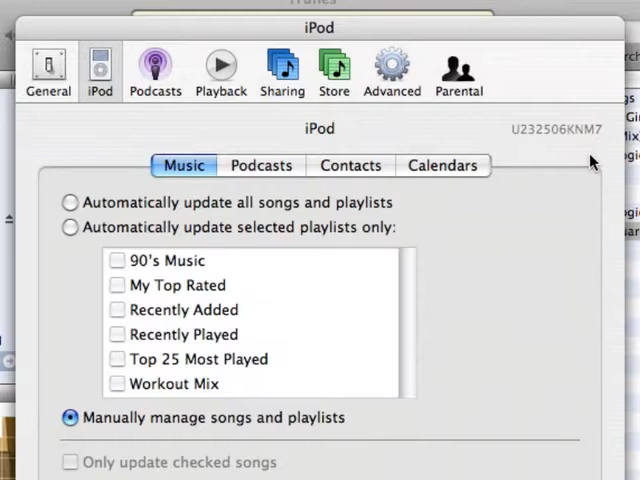 iTunes
iPod
General iPod Podcasts Playback Sharing Store Advanced Parental
iPod U232506KNM7
Music Podcasts Contacts Calendars
Automatically update all songs and playlists
Automatically update selected playlists only:
90's Music
My Top Rated
Recently Added
Recently Played
Top 25 Most Played
Workout Mix
Manually manage songs and playlists
Only update checked songs